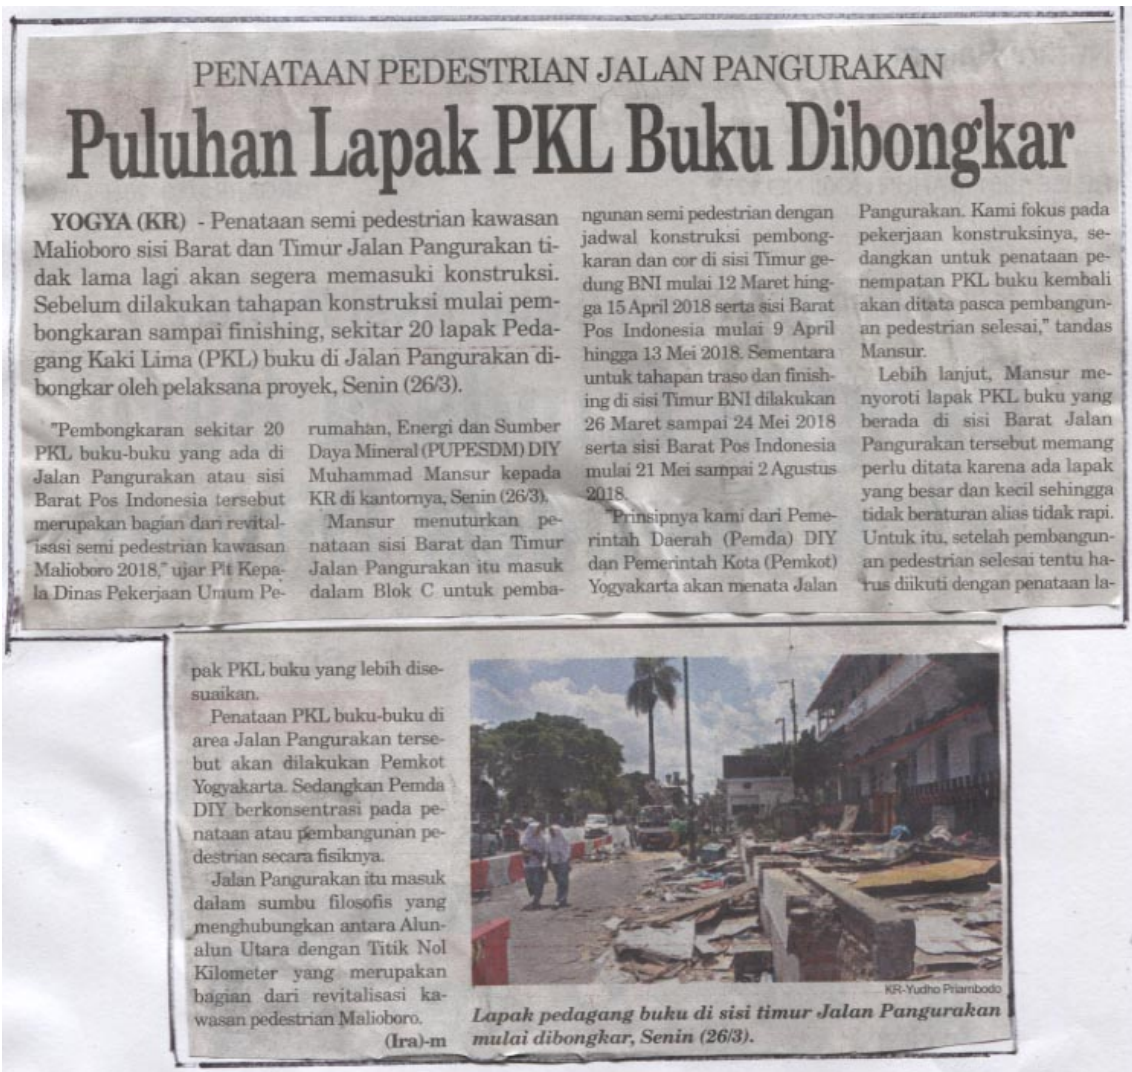 PENATAAN PEDESTRIAN JALAN PANGURAKAN
Puluhan Lapak PKL Buku Dibongkar
YOGYA (KR) - Penataan semi pedestrian kawasan
Malioboro sisi Barat dan Timur Jalan Pangurakan ti-
dak lama lagi akan segera memasuki konstruksi.
Sebelum dilakukan tahapan konstruksi mulai pem-
bongkaran sampai finishing, sekitar 20 lapak Peda-
gang Kaki Lima (PKL) buku di Jalan Pangurakan di-
bongkar oleh pelaksana proyek, Senin (26/3).
"Pembongkaran sekitar 20
PKL buku-buku yang ada di
Jalan Pangurakan atau sisi
Barat Pos Indonesia tersebut
merupakan bagian dari revital-
isasi semi pedestrian kawasan
Malioboro 2018," ujar Plt Kepa-
la Dinas Pekerjaan Umum Pe-
rumahan, Energi dan Sumber
Daya Mineral (PUPESDM) DIY
Muhammad Mansur kepada
KR di kantornya, Senin (26/3).
Mansur menuturkan pe-
nataan sisi Barat dan Timur
Jalan Pangurakan itu masuk
dalam Blok C untuk pemba-
ngunan semi pedestrian dengan
jadwal konstruksi pembong-
karan dan cor di sisi Timur ge-
dung BNI mulai 12 Maret hing-
ga 15 April 2018 serta sisi Barat
Pos Indonesia mulai 9 April
hingga 13 Mei 2018. Sementara
untuk tahapan traso dan finish-
ing di sisi Timur BNI dilakukan
26 Maret sampai 24 Mei 2018
serta sisi Barat Pos Indonesia
mulai 21 Mei sampai 2 Agustus
2018.
"Prinsipnya kami dari Peme-
rintah Daerah (Pemda) DIY
dan Pemerintah Kota (Pemkot)
Yogyakarta akan menata Jalan
Pangurakan. Kami fokus pada
pekerjaan konstruksinya, se-
dangkan untuk penataan pe-
nempatan PKL buku kembali
akan ditata pasca pembangun-
an pedestrian selesai," tandas
Mansur.
Lebih lanjut, Mansur me-
nyoroti lapak PKL buku yang
berada di sisi Barat Jalan
Pangurakan tersebut memang
perlu ditata karena ada lapak
yang besar dan kecil sehingga
tidak beraturan alias tidak rapi.
Untuk itu, setelah pembangun-
an pedestrian selesai tentu ha-
rus diikuti dengan penataan la-
pak PKL buku yang lebih dise-
suaikan.
Penataan PKL buku-buku di
area Jalan Pangurakan terse-
but akan dilakukan Pemkot
Yogyakarta. Sedangkan Pemda
DIY berkonsentrasi pada pe-
nataan atau pembangunan pe-
destrian secara fisiknya.
Jalan Pangurakan itu masuk
dalam sumbu filosofis yang
menghubungkan antara Alun-
alun Utara dengan Titik Nol
Kilometer yang merupakan
bagian dari revitalisasi ka-
wasan pedestrian Malioboro.
(Ira)-m
KR-Yudho Priambodo
Lapak pedagang buku di sisi timur Jalan Pangurakan
mulai dibongkar, Senin (26/3).